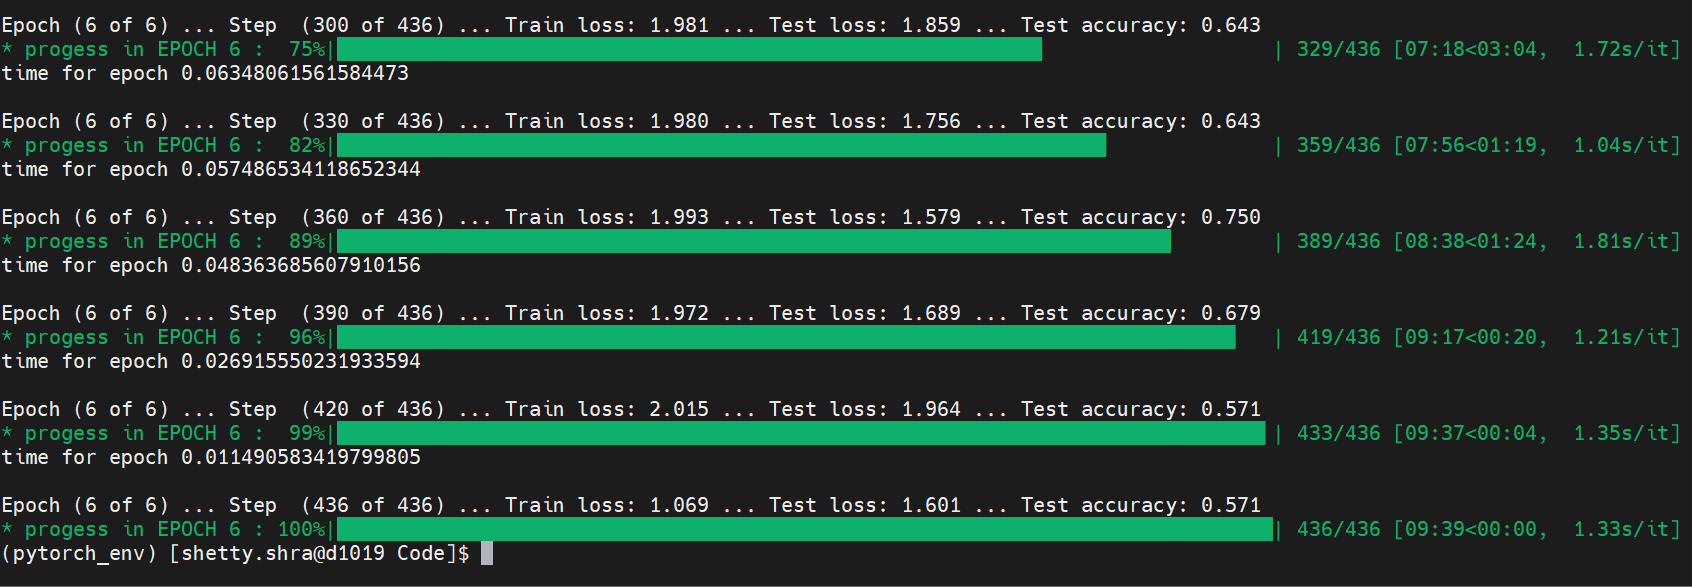 Epoch (6 of 6) ... Step  (300 of 436) ... Train loss: 1.981 ... Test loss: 1.859 ... Test accuracy: 0.643
* progess in EPOCH 6 :  75%| | 329/436 [07:18<03:04,  1.72s/it]
time for epoch 0.06348061561584473
Epoch (6 of 6) ... Step  (330 of 436) ... Train loss: 1.980 ... Test loss: 1.756 ... Test accuracy: 0.643
* progess in EPOCH 6 :  82%| | 359/436 [07:56<01:19,  1.04s/it]
time for epoch 0.057486534118652344
Epoch (6 of 6) ... Step  (360 of 436) ... Train loss: 1.993 ... Test loss: 1.579 ... Test accuracy: 0.750
* progess in EPOCH 6 :  89%| | 389/436 [08:38<01:24,  1.81s/it]
time for epoch 0.048363685607910156
Epoch (6 of 6) ... Step  (390 of 436) ... Train loss: 1.972 ... Test loss: 1.689 ... Test accuracy: 0.679
* progess in EPOCH 6 :  96%| | 419/436 [09:17<00:20,  1.21s/it]
time for epoch 0.026915550231933594
Epoch (6 of 6) ... Step  (420 of 436) ... Train loss: 2.015 ... Test loss: 1.964 ... Test accuracy: 0.571
* progess in EPOCH 6 :  99%| | 433/436 [09:37<00:04,  1.35s/it]
time for epoch 0.011490583419799805
Epoch (6 of 6) ... Step  (436 of 436) ... Train loss: 1.069 ... Test loss: 1.601 ... Test accuracy: 0.571
* progess in EPOCH 6 : 100%| | 436/436 [09:39<00:00,  1.33s/it]
(pytorch_env) [shetty.shra@d1019 Code]$